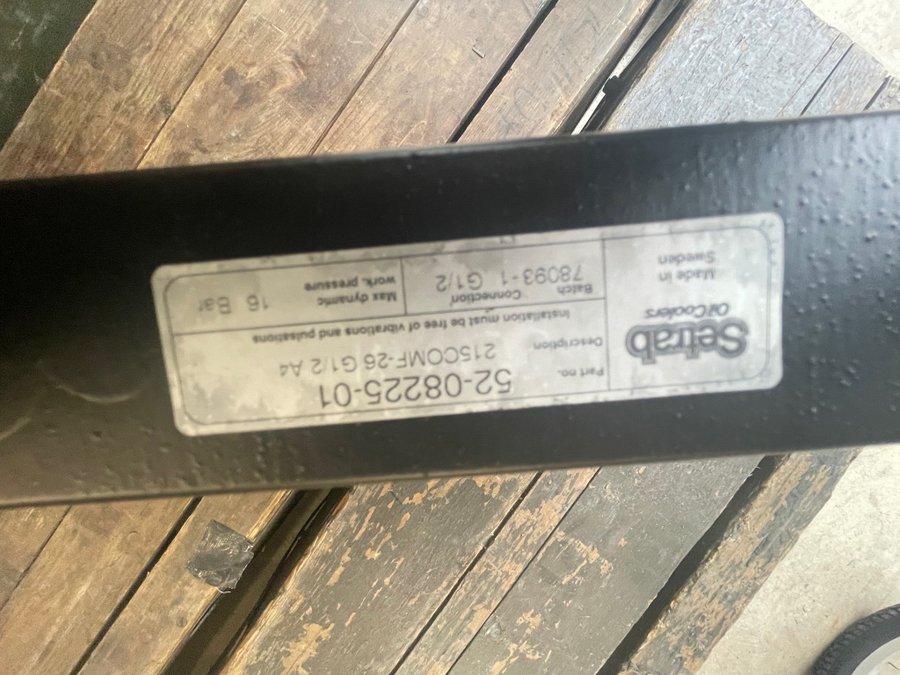 Setrab
Oil Coolers
Made in
Sweden
Part no.
52-08225-01
Description
215COMF-26 G1/2 A4
Installation must be free of vibrations and pulsations
Batch
Connection
78093-1 G1/2
Max dynamic
work. pressure
16 Bar